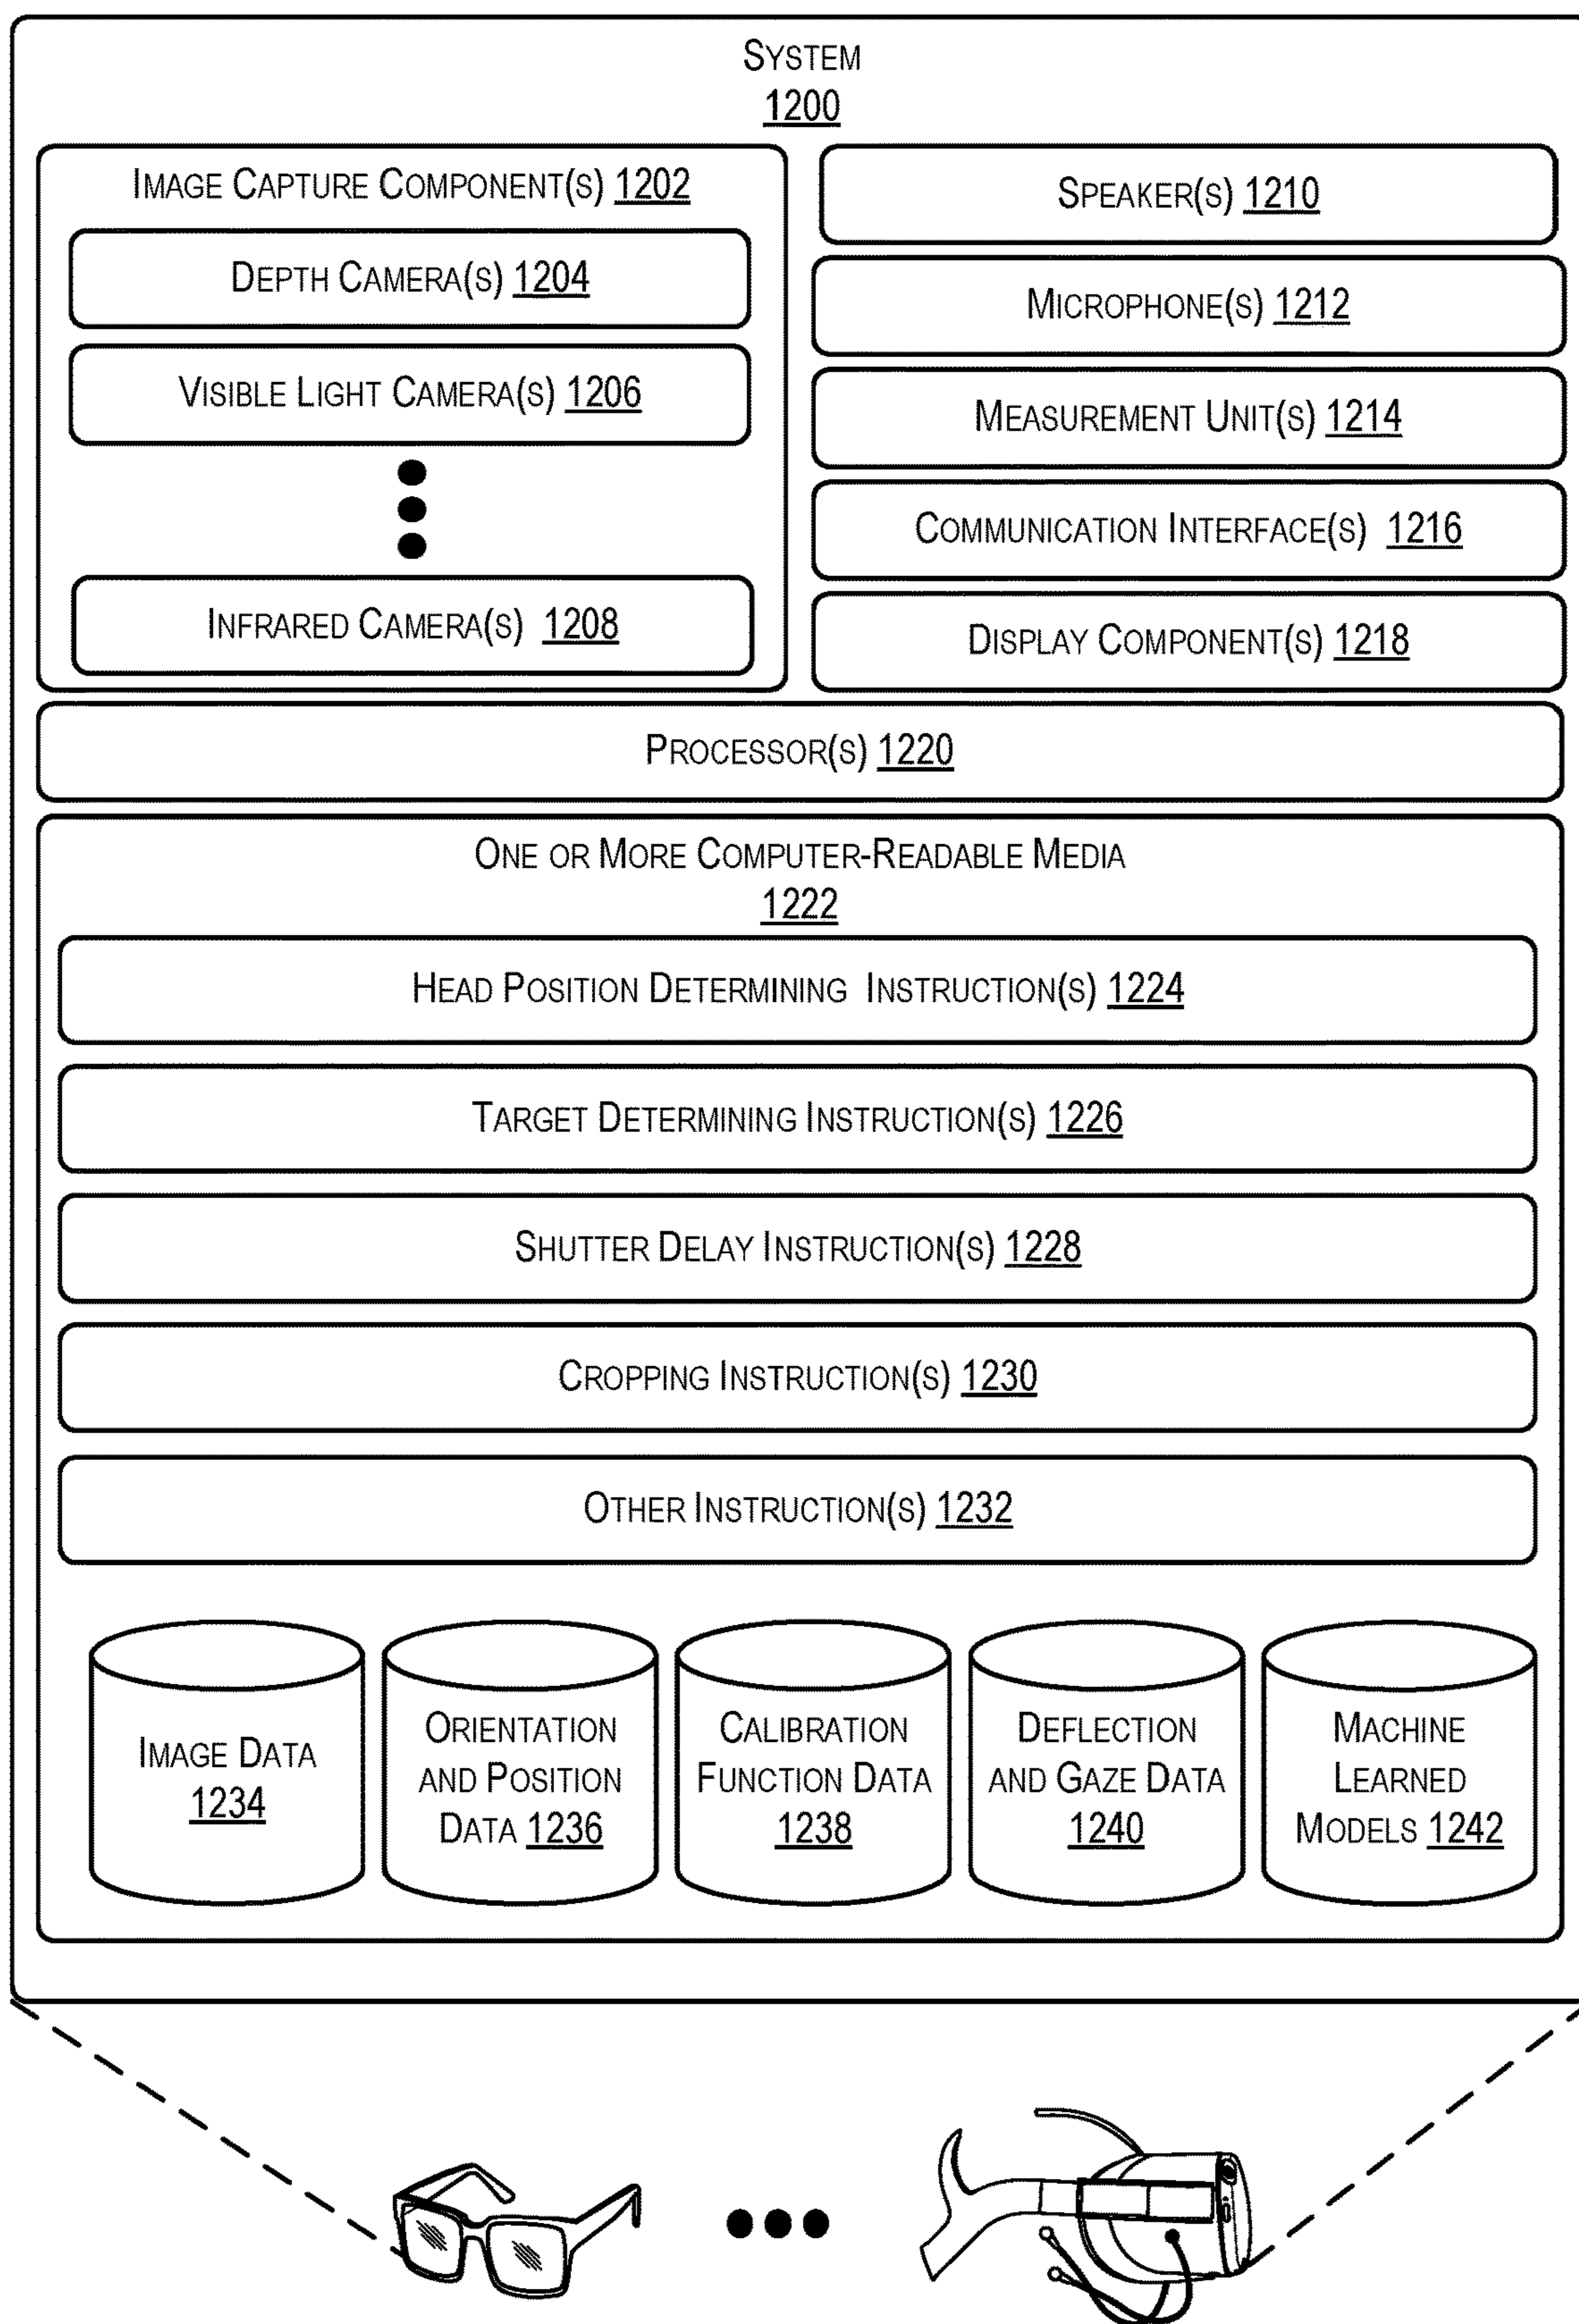 SYSTEM
1200
IMAGE CAPTURE COMPONENT(S) 1202
DEPTH CAMERA(S) 1204
VISIBLE LIGHT CAMERA(S) 1206
INFRARED CAMERA(S) 1208
SPEAKER(S) 1210
MICROPHONE(S) 1212
MEASUREMENT UNIT(S) 1214
COMMUNICATION INTERFACE(S) 1216
DISPLAY COMPONENT(S) 1218
PROCESSOR(S) 1220
ONE OR MORE COMPUTER-READABLE MEDIA
1222
HEAD POSITION DETERMINING INSTRUCTION(S) 1224
TARGET DETERMINING INSTRUCTION(S) 1226
SHUTTER DELAY INSTRUCTION(S) 1228
CROPPING INSTRUCTION(S) 1230
OTHER INSTRUCTION(S) 1232
IMAGE DATA
1234
ORIENTATION
AND POSITION
DATA 1236
CALIBRATION
FUNCTION DATA
1238
DEFLECTION
AND GAZE DATA
1240
MACHINE
LEARNED
MODELS 1242